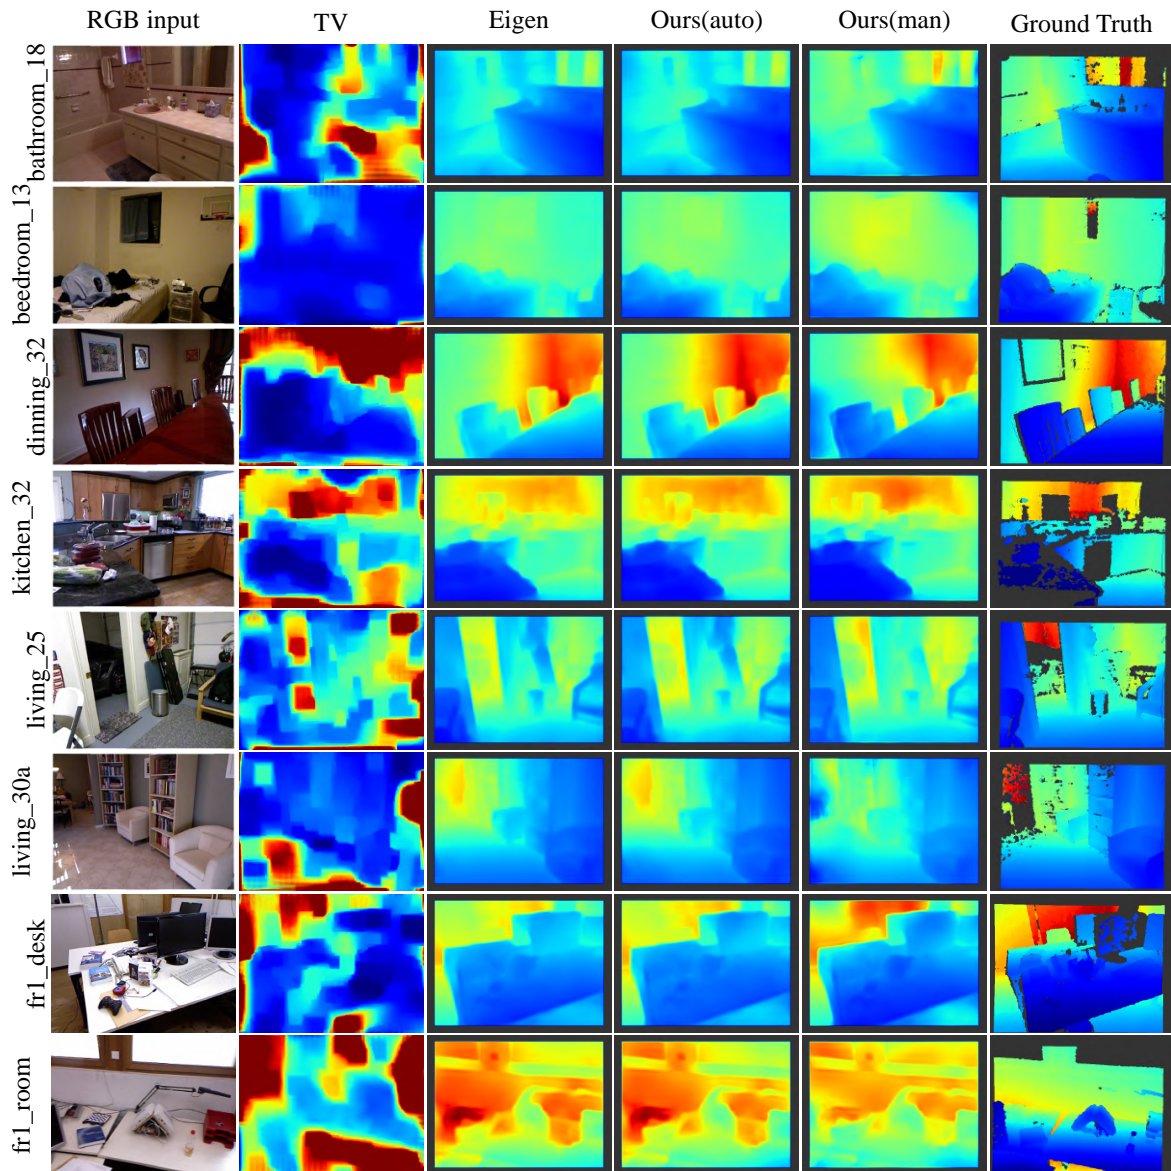 RGB input
TV
Eigen
Ours(auto)
Ours(man)
Ground Truth
bathroom_18
beedroom_13
dinning_32
kitchen_32
living_25
living_30a
fr1_desk
fr1_room